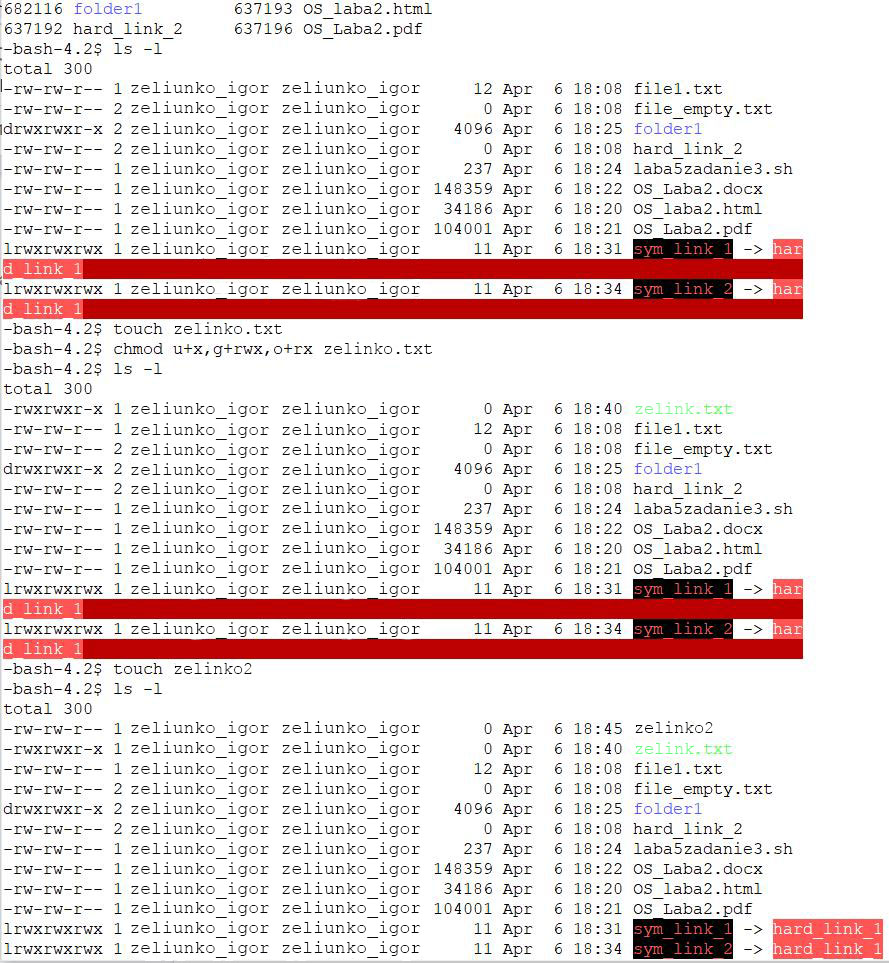 682116 folder1 637193 OS_laba2.html
637192 hard_link_2 637196 OS_Laba2.pdf
-bash-4.2$ ls -l
total 300
-rw-rw-r-- 1 zeliunko_igor zeliunko_igor 12 Apr 6 18:08 file1.txt
-rw-rw-r-- 2 zeliunko_igor zeliunko_igor 0 Apr 6 18:08 file_empty.txt
drwxrwxr-x 2 zeliunko_igor zeliunko_igor 4096 Apr 6 18:25 folder1
-rw-rw-r-- 2 zeliunko_igor zeliunko_igor 0 Apr 6 18:08 hard_link_2
-rw-rw-r-- 1 zeliunko_igor zeliunko_igor 237 Apr 6 18:24 laba5zadanie3.sh
-rw-rw-r-- 1 zeliunko_igor zeliunko_igor 148359 Apr 6 18:22 OS_Laba2.docx
-rw-rw-r-- 1 zeliunko_igor zeliunko_igor 34186 Apr 6 18:20 OS_laba2.html
-rw-rw-r-- 1 zeliunko_igor zeliunko_igor 104001 Apr 6 18:21 OS_Laba2.pdf
lrwxrwxrwx 1 zeliunko_igor zeliunko_igor 11 Apr 6 18:31 sym_link_1 -> har
d_link_1
lrwxrwxrwx 1 zeliunko_igor zeliunko_igor 11 Apr 6 18:34 sym_link_2 -> har
d_link_1
-bash-4.2$ touch zelinko.txt
-bash-4.2$ chmod u+x,g+rwx,o+rx zelinko.txt
-bash-4.2$ ls -l
total 300
-rwxrwxr-x 1 zeliunko_igor zeliunko_igor 0 Apr 6 18:40 zelink.txt
-rw-rw-r-- 1 zeliunko_igor zeliunko_igor 12 Apr 6 18:08 file1.txt
-rw-rw-r-- 2 zeliunko_igor zeliunko_igor 0 Apr 6 18:08 file_empty.txt
drwxrwxr-x 2 zeliunko_igor zeliunko_igor 4096 Apr 6 18:25 folder1
-rw-rw-r-- 2 zeliunko_igor zeliunko_igor 0 Apr 6 18:08 hard_link_2
-rw-rw-r-- 1 zeliunko_igor zeliunko_igor 237 Apr 6 18:24 laba5zadanie3.sh
-rw-rw-r-- 1 zeliunko_igor zeliunko_igor 148359 Apr 6 18:22 OS_Laba2.docx
-rw-rw-r-- 1 zeliunko_igor zeliunko_igor 34186 Apr 6 18:20 OS_laba2.html
-rw-rw-r-- 1 zeliunko_igor zeliunko_igor 104001 Apr 6 18:21 OS_Laba2.pdf
lrwxrwxrwx 1 zeliunko_igor zeliunko_igor 11 Apr 6 18:31 sym_link_1 -> har
d_link_1
lrwxrwxrwx 1 zeliunko_igor zeliunko_igor 11 Apr 6 18:34 sym_link_2 -> har
d_link_1
-bash-4.2$ touch zelinko2
-bash-4.2$ ls -l
total 300
-rw-rw-r-- 1 zeliunko_igor zeliunko_igor 0 Apr 6 18:45 zelinko2
-rwxrwxr-x 1 zeliunko_igor zeliunko_igor 0 Apr 6 18:40 zelink.txt
-rw-rw-r-- 1 zeliunko_igor zeliunko_igor 12 Apr 6 18:08 file1.txt
-rw-rw-r-- 2 zeliunko_igor zeliunko_igor 0 Apr 6 18:08 file_empty.txt
drwxrwxr-x 2 zeliunko_igor zeliunko_igor 4096 Apr 6 18:25 folder1
-rw-rw-r-- 2 zeliunko_igor zeliunko_igor 0 Apr 6 18:08 hard_link_2
-rw-rw-r-- 1 zeliunko_igor zeliunko_igor 237 Apr 6 18:24 laba5zadanie3.sh
-rw-rw-r-- 1 zeliunko_igor zeliunko_igor 148359 Apr 6 18:22 OS_Laba2.docx
-rw-rw-r-- 1 zeliunko_igor zeliunko_igor 34186 Apr 6 18:20 OS_laba2.html
-rw-rw-r-- 1 zeliunko_igor zeliunko_igor 104001 Apr 6 18:21 OS_Laba2.pdf
lrwxrwxrwx 1 zeliunko_igor zeliunko_igor 11 Apr 6 18:31 sym_link_1 -> hard_link_1
lrwxrwxrwx 1 zeliunko_igor zeliunko_igor 11 Apr 6 18:34 sym_link_2 -> hard_link_1